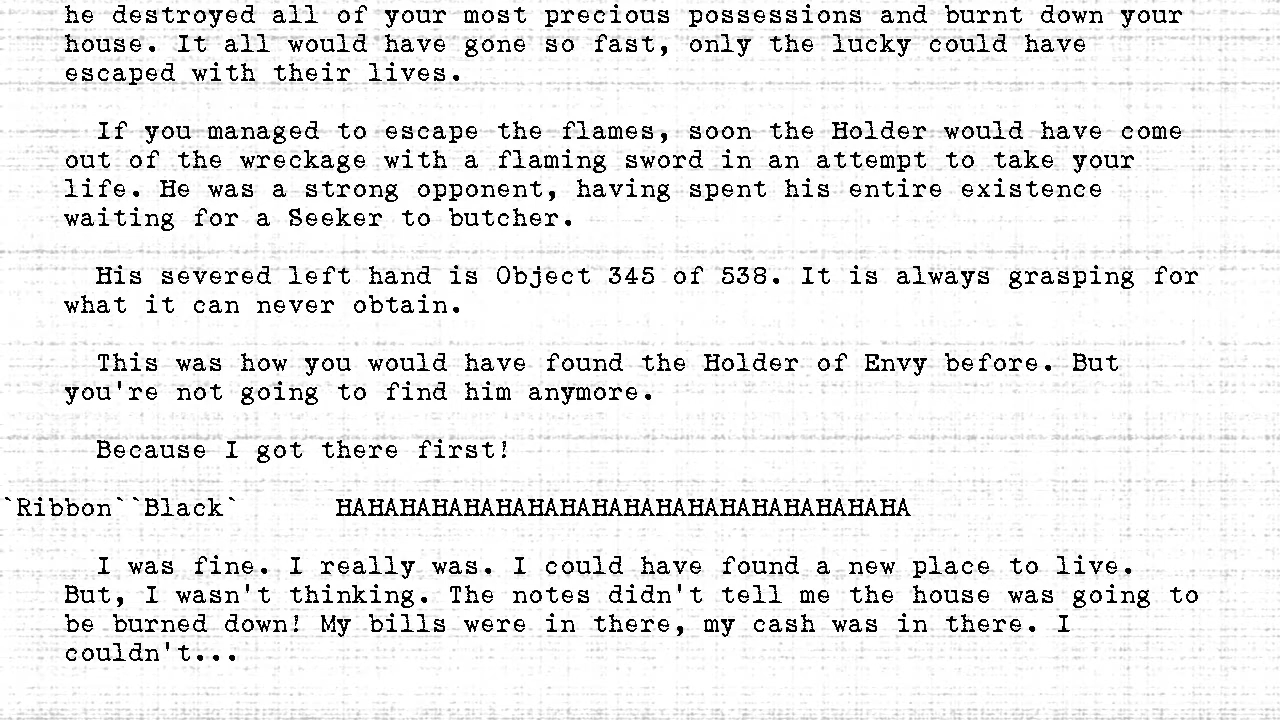 he destroyed all of your most precious possessions and burnt down your
house. It all would have gone so fast, only the lucky could have
escaped with their lives.
If you managed to escape the flames, soon the Holder would have come
out of the wreckage with a flaming sword in an attempt to take your
life. He was a strong opponent, having spent his entire existence
waiting for a Seeker to butcher.
His severed left hand is Object 345 of 538. It is always grasping for
what it can never obtain.
This was how you would have found the Holder of Envy before. But
you're not going to find him anymore.
Because I got there first!
`Ribbon``Black` HAHAHAHAHAHAHAHAHAHAHAHAHAHAHAHAHAHA
I was fine. I really was. I could have found a new place to live.
But, I wasn't thinking. The notes didn't tell me the house was going to
be burned down! My bills were in there, my cash was in there. I
couldn't...